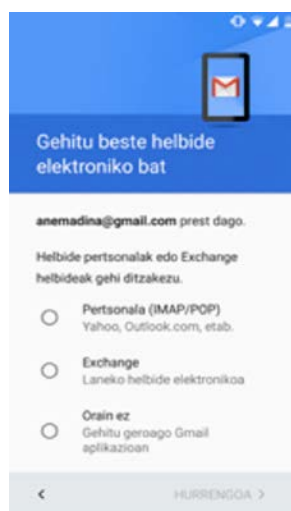 Gehitu beste helbide
elektroniko bat
anemadina@gmail.com prest dago.
Helbide pertsonalak edo Exchange
helbideak gehi ditzakezu.
Pertsonala (IMAP/POP)
Yahoo, Outlook.com, etab.
Exchange
Laneko helbide elektronikoa
Orain ez
Gehitu geroago Gmail
aplikazioan
HURRENGOA